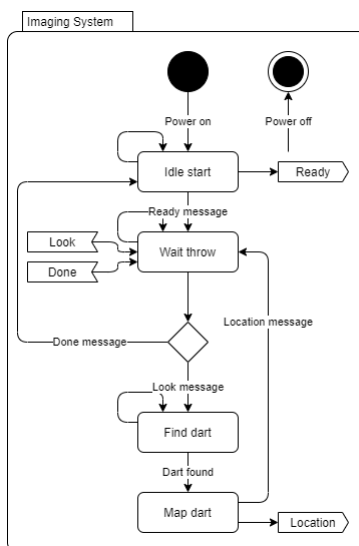 Imaging System
Power on
Power off
Idle start
Ready
Ready message
Look
Wait throw
Done
Location message
Done message
Look message
Find dart
Dart found
Map dart
Location